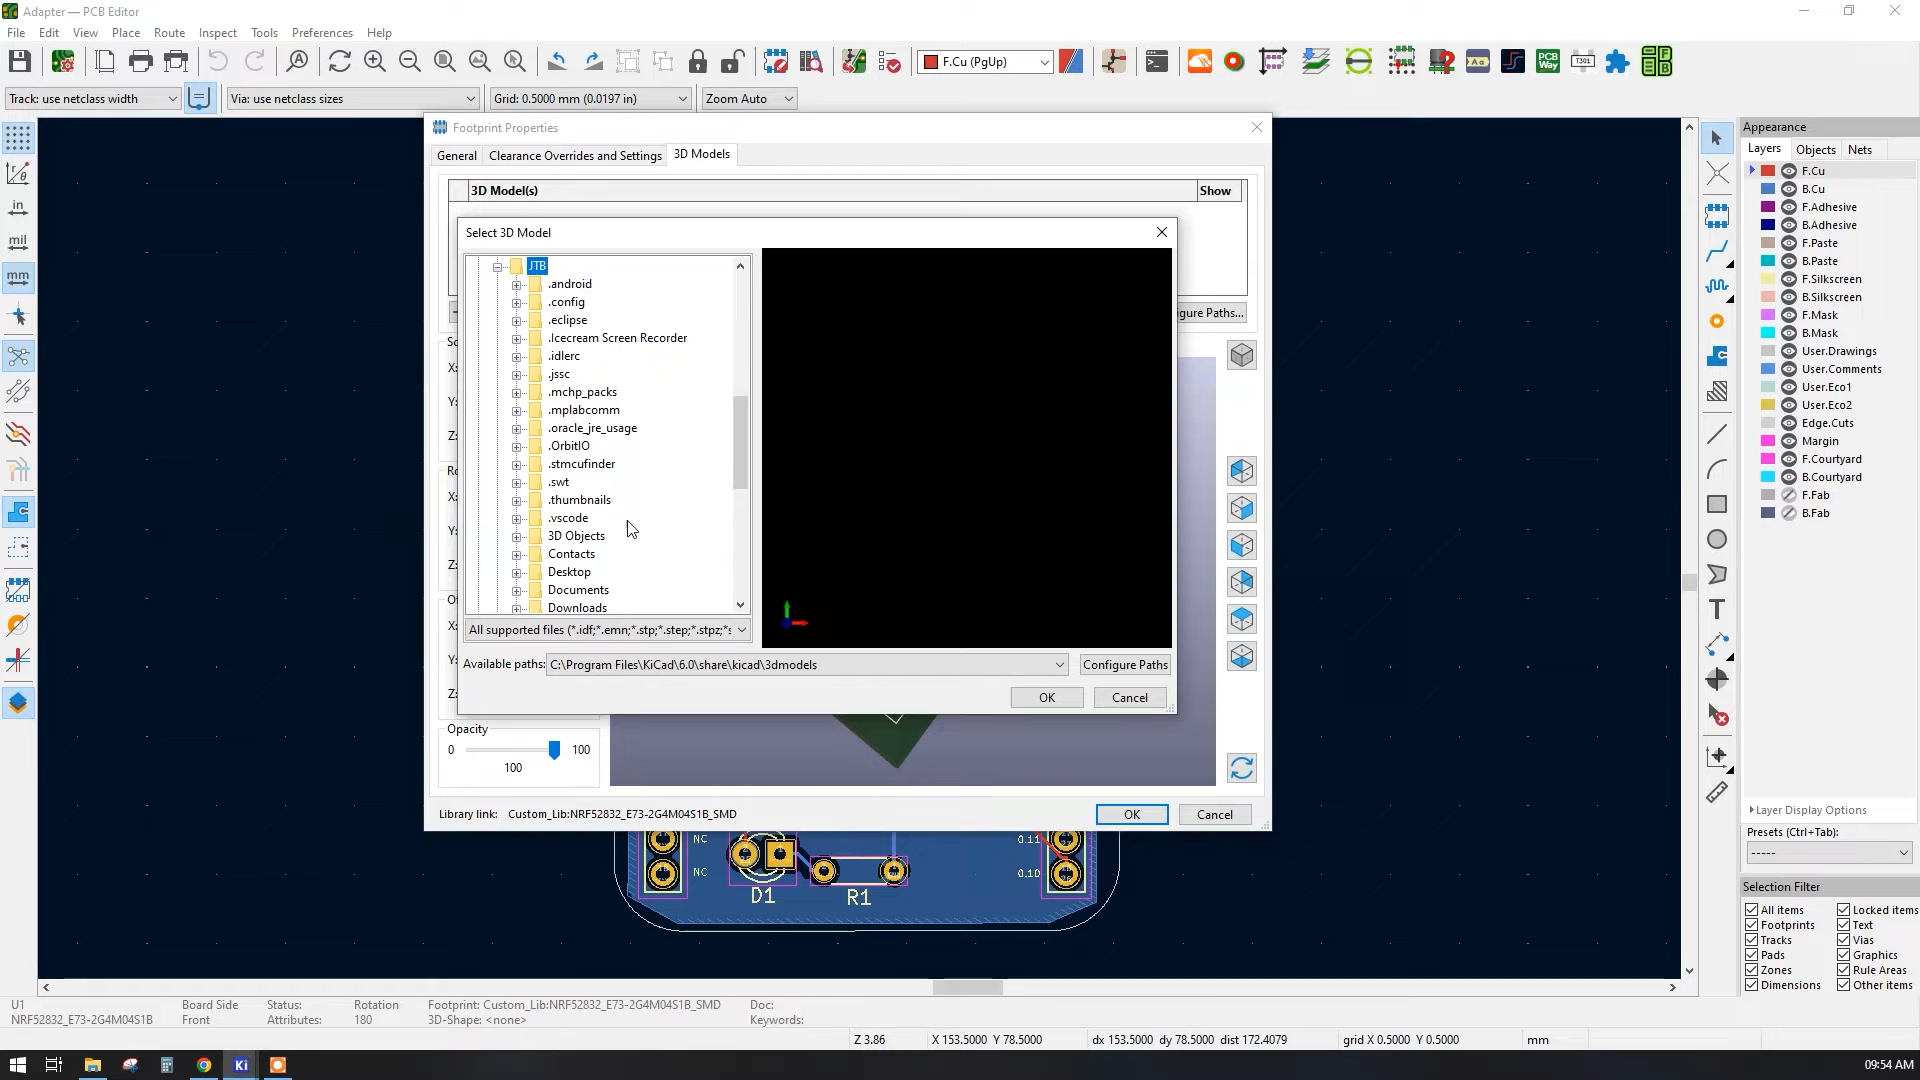 Adapter — PCB Editor
File Edit View Place Route Inspect Tools Preferences Help
F.Cu (PgUp)
Track: use netclass width
Via: use netclass sizes
Grid: 0.5000 mm (0.0197 in)
Zoom Auto
in
mil
mm
Footprint Properties
General
Clearance Overrides and Settings
3D Models
3D Model(s)
Show
Select 3D Model
JTB
.android
.config
.eclipse
.Icecream Screen Recorder
.idlerc
.jssc
.mchp_packs
.mplabcomm
.oracle_jre_usage
.OrbitIO
.stmcufinder
.swt
.thumbnails
.vscode
3D Objects
Contacts
Desktop
Documents
Downloads
All supported files (*.idf;*.emn;*.stp;*.step;*.stpz;*s
Available paths:
C:\Program Files\KiCad\6.0\share\kicad\3dmodels
Configure Paths
OK
Cancel
gure Paths...
X:
Y:
Z:
X:
Y:
Z:
X:
Y:
Z:
Opacity
0
100
100
Library link: Custom_Lib:NRF52832_E73-2G4M04S1B_SMD
OK
Cancel
NC
NC
D1
R1
0.11
0.10
Appearance
Layers
Objects
Nets
F.Cu
B.Cu
F.Adhesive
B.Adhesive
F.Paste
B.Paste
F.Silkscreen
B.Silkscreen
F.Mask
B.Mask
User.Drawings
User.Comments
User.Eco1
User.Eco2
Edge.Cuts
Margin
F.Courtyard
B.Courtyard
F.Fab
B.Fab
Layer Display Options
Presets (Ctrl+Tab):
-----
Selection Filter
All items
Locked items
Footprints
Text
Tracks
Vias
Pads
Graphics
Zones
Rule Areas
Dimensions
Other items
U1
NRF52832_E73-2G4M04S1B
Board Side
Front
Status:
Attributes:
Rotation
180
Footprint: Custom_Lib:NRF52832_E73-2G4M04S1B_SMD
3D-Shape: <none>
Doc:
Keywords:
Z 3.86
X 153.5000 Y 78.5000
dx 153.5000 dy 78.5000 dist 172.4079
grid X 0.5000 Y 0.5000
mm
Ki
09:54 AM
PCB
Way
T301